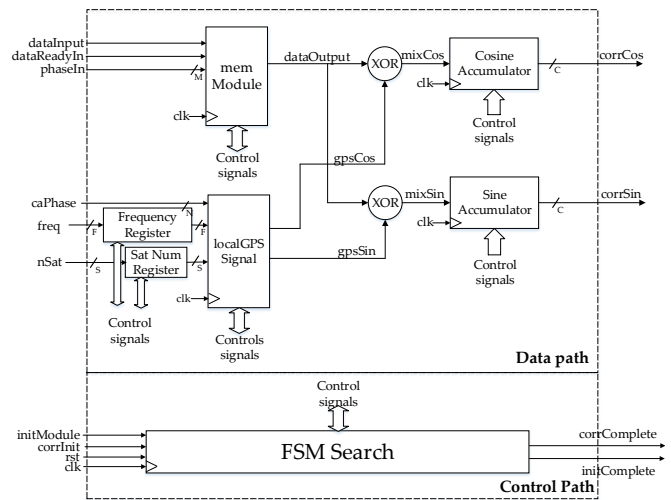 dataInput
dataReadyIn
phaseIn
M
mem
Module
clk
Control
signals
dataOutput
XOR
mixCos
Cosine
Accumulator
clk
C
corrCos
Control
signals
gpsCos
caPhase
N
freq
F
Frequency
Register
F
nSat
S
Sat Num
Register
S
localGPS
Signal
clk
Control
signals
Controls
signals
gpsSin
XOR
mixSin
Sine
Accumulator
clk
C
corrSin
Control
signals
Data path
Control
signals
initModule
corrInit
rst
clk
FSM Search
corrComplete
initComplete
Control Path